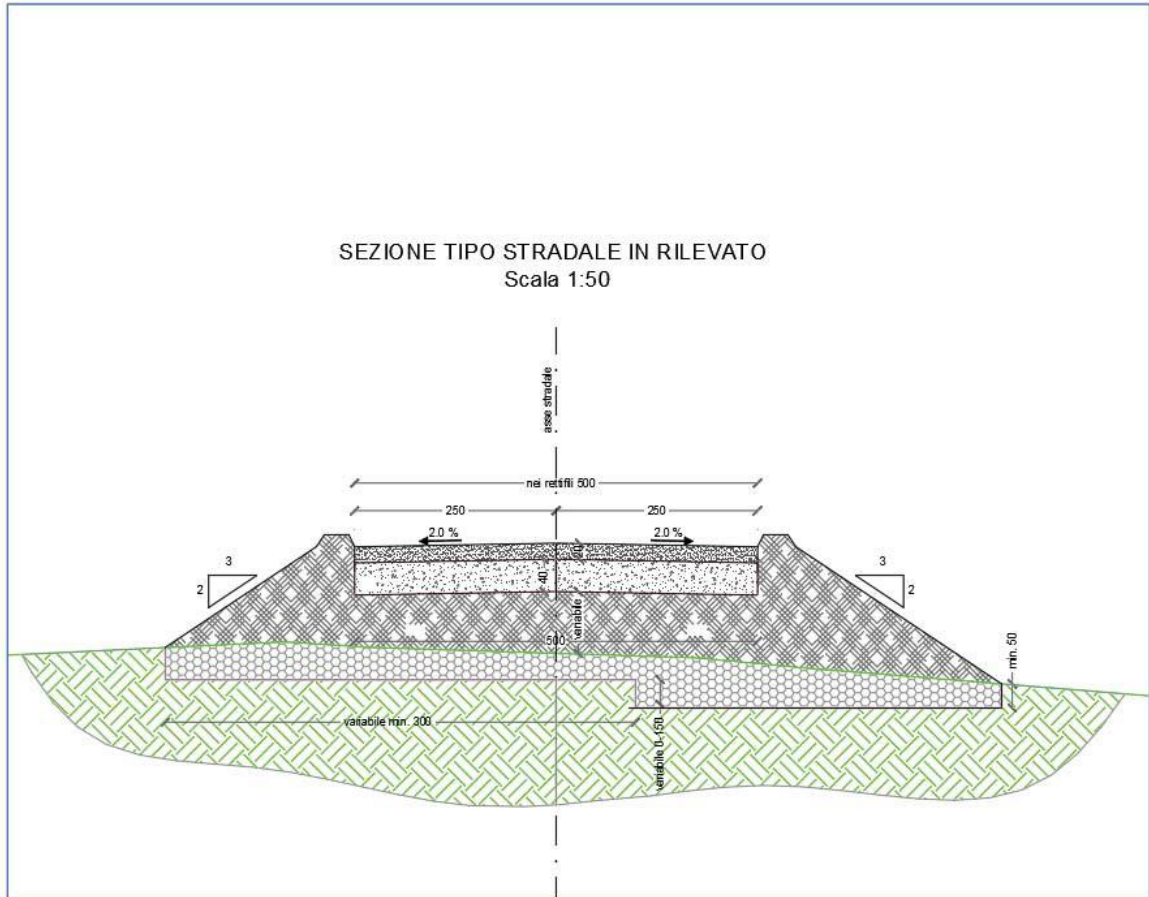 SEZIONE TIPO STRADALE IN RILEVATO
Scala 1:50
asse stradale
nei rettifili 500
250
250
2.0 %
2.0 %
20
3
2
3
2
40
variabile
500
min. 50
variabile min. 300
variabile 0-150